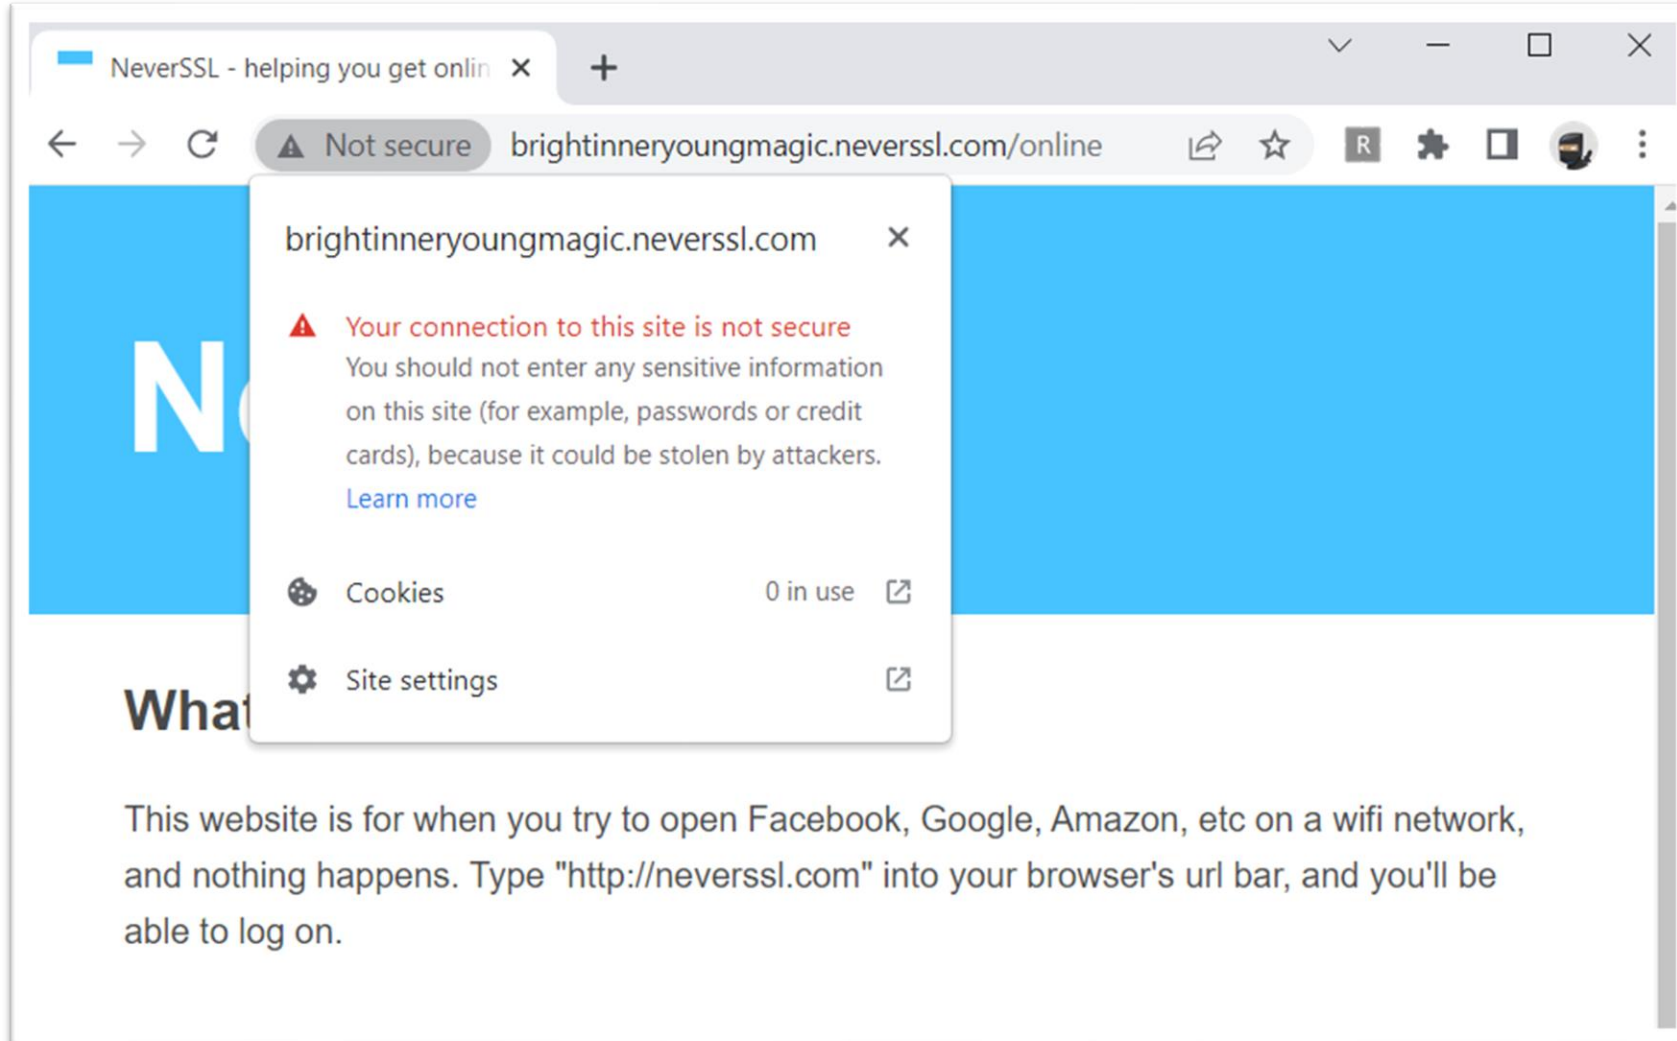 NeverSSL - helping you get onlin
Not secure brightinneryoungmagic.neverssl.com/online
R
brightinneryoungmagic.neverssl.com
Your connection to this site is not secure
You should not enter any sensitive information
on this site (for example, passwords or credit
cards), because it could be stolen by attackers.
Learn more
Cookies 0 in use
Site settings
Ne
What
This website is for when you try to open Facebook, Google, Amazon, etc on a wifi network,
and nothing happens. Type "http://neverssl.com" into your browser's url bar, and you'll be
able to log on.